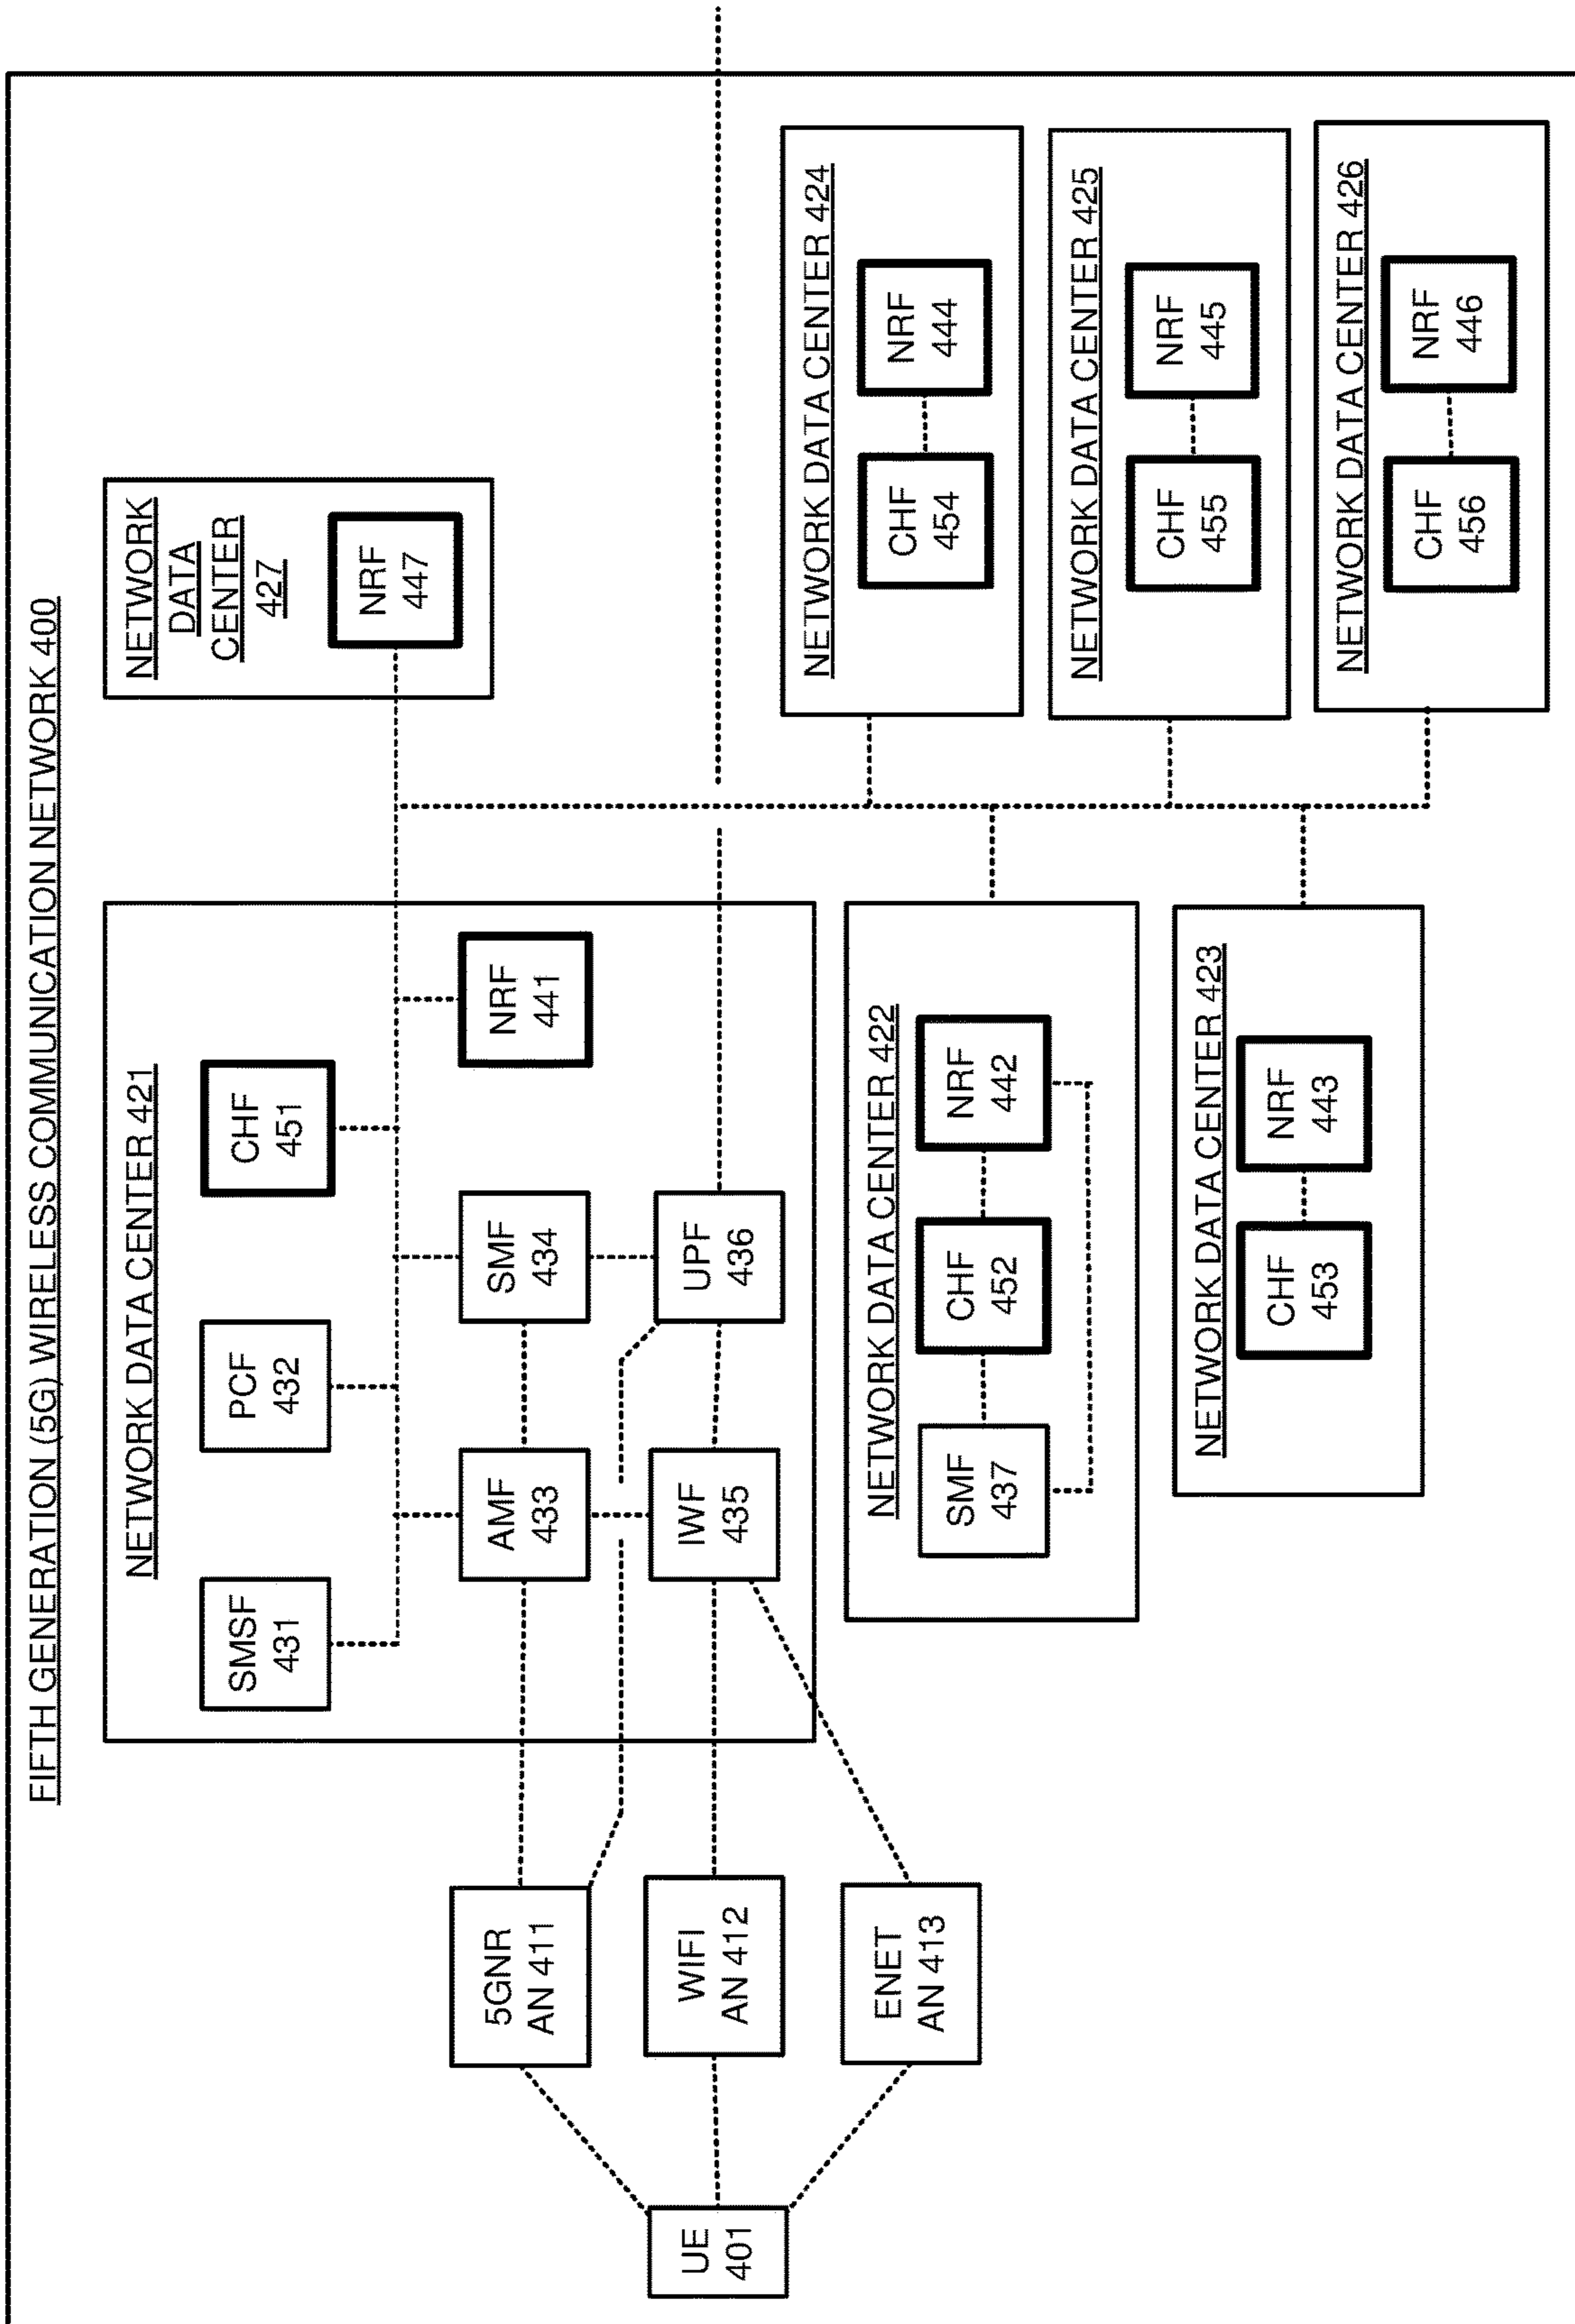 FIFTH GENERATION (5G) WIRELESS COMMUNICATION NETWORK 400
UE
401
5GNR
AN 411
WIFI
AN 412
ENET
AN 413
NETWORK DATA CENTER 421
SMSF
431
PCF
432
CHF
451
AMF
433
SMF
434
NRF
441
IWF
435
UPF
436
NETWORK DATA CENTER 422
SMF
437
CHF
452
NRF
442
NETWORK DATA CENTER 423
CHF
453
NRF
443
NETWORK
DATA
CENTER
427
NRF
447
NETWORK DATA CENTER 424
CHF
454
NRF
444
NETWORK DATA CENTER 425
CHF
455
NRF
445
NETWORK DATA CENTER 426
CHF
456
NRF
446